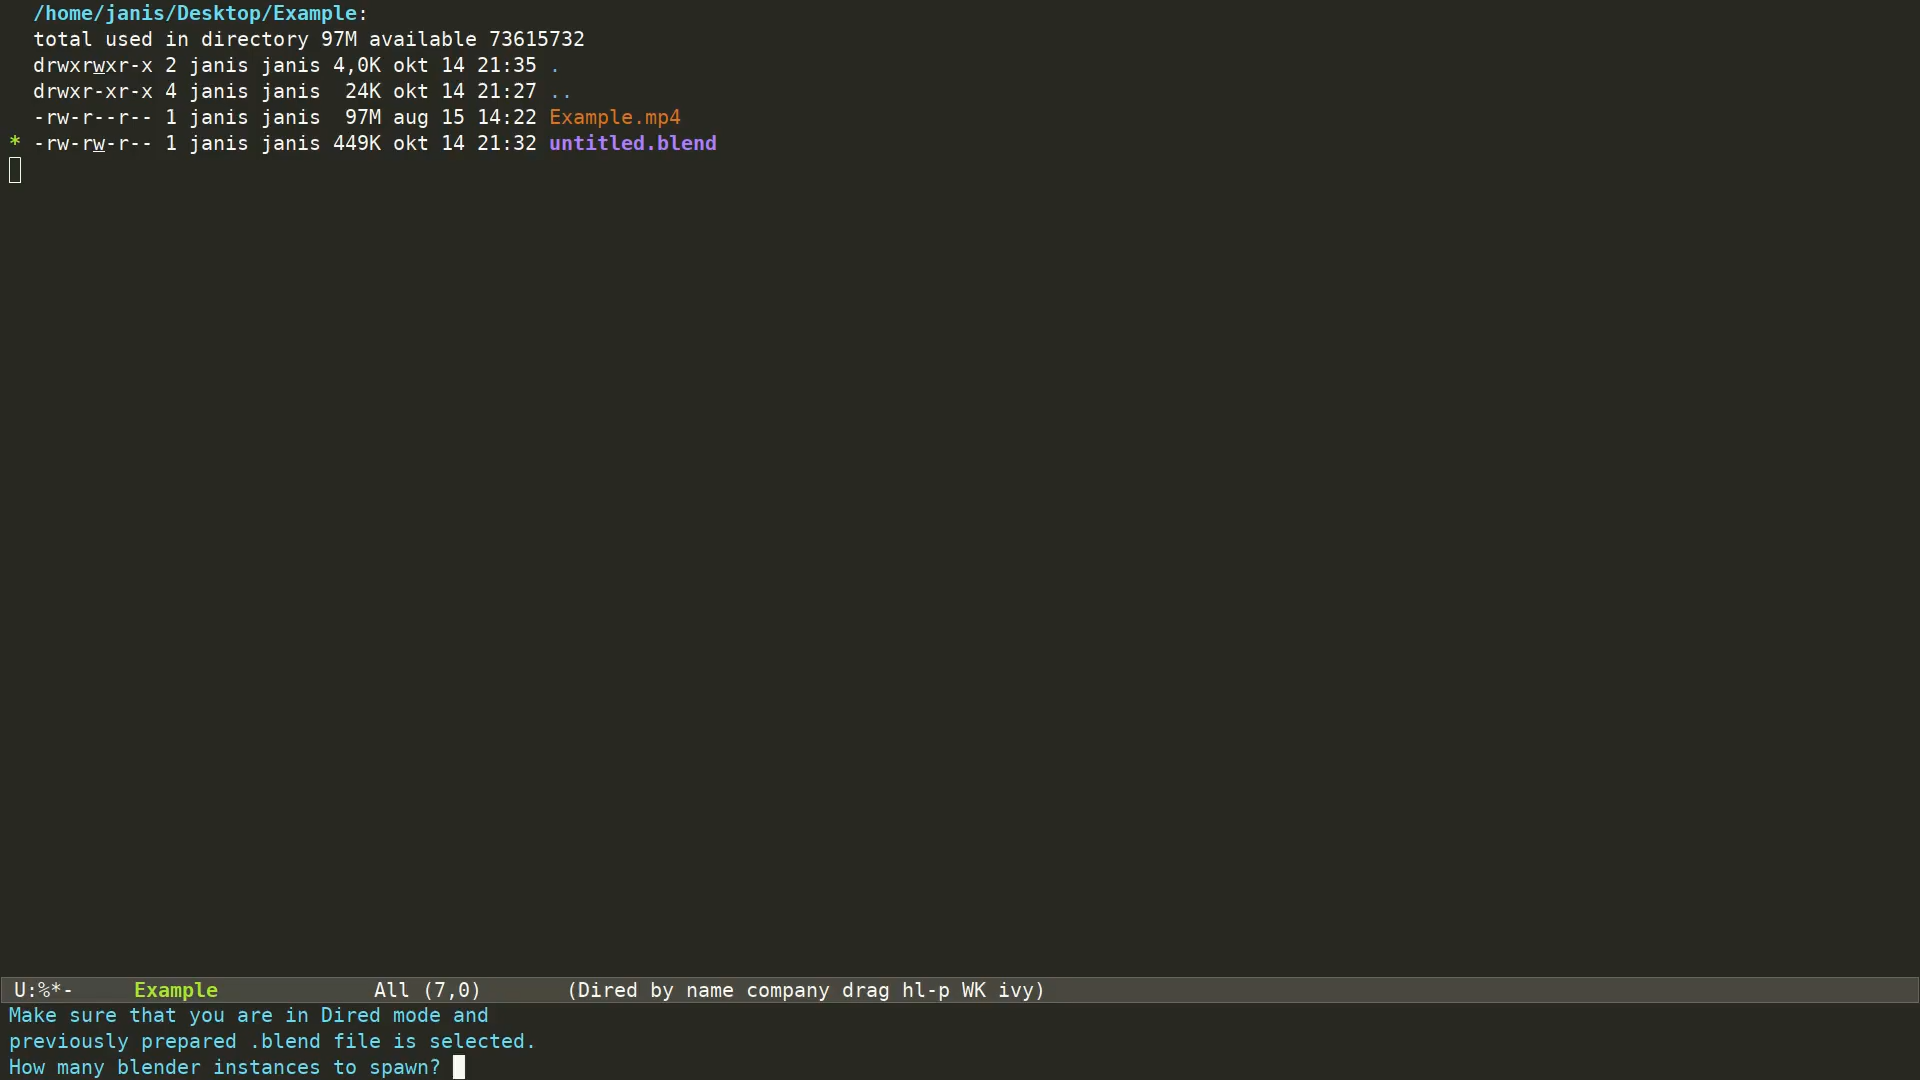 /home/janis/Desktop/Example:
total used in directory 97M available 73615732
drwxrwxr-x 2 janis janis 4,0K okt 14 21:35 .
drwxr-xr-x 4 janis janis  24K okt 14 21:27 ..
-rw-r--r-- 1 janis janis  97M aug 15 14:22 Example.mp4
* -rw-rw-r-- 1 janis janis 449K okt 14 21:32 untitled.blend
U:%*-     Example             All (7,0)       (Dired by name company drag hl-p WK ivy)
Make sure that you are in Dired mode and
previously prepared .blend file is selected.
How many blender instances to spawn?